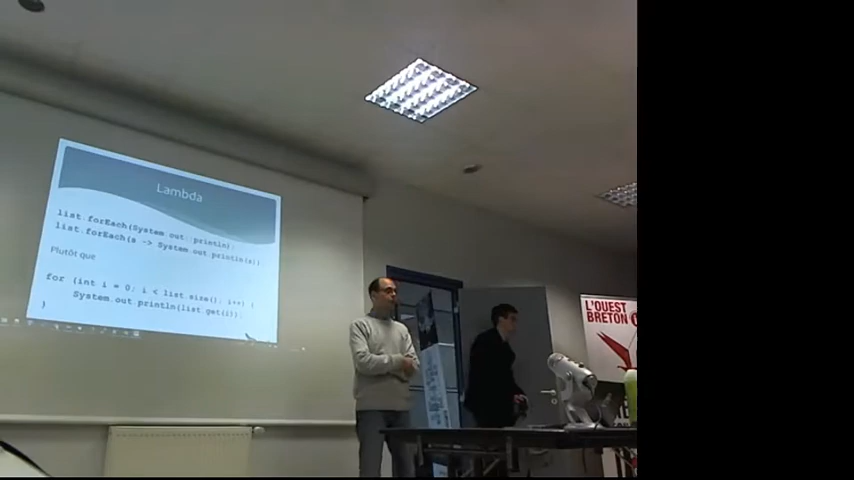 Lambda
list.forEach(System.out::println);
list.forEach(s -> System.out.println(s));
Plutôt que
for (int i = 0; i < list.size(); i++) {
System.out.println(list.get(i));
}
L'OUEST
BRETON